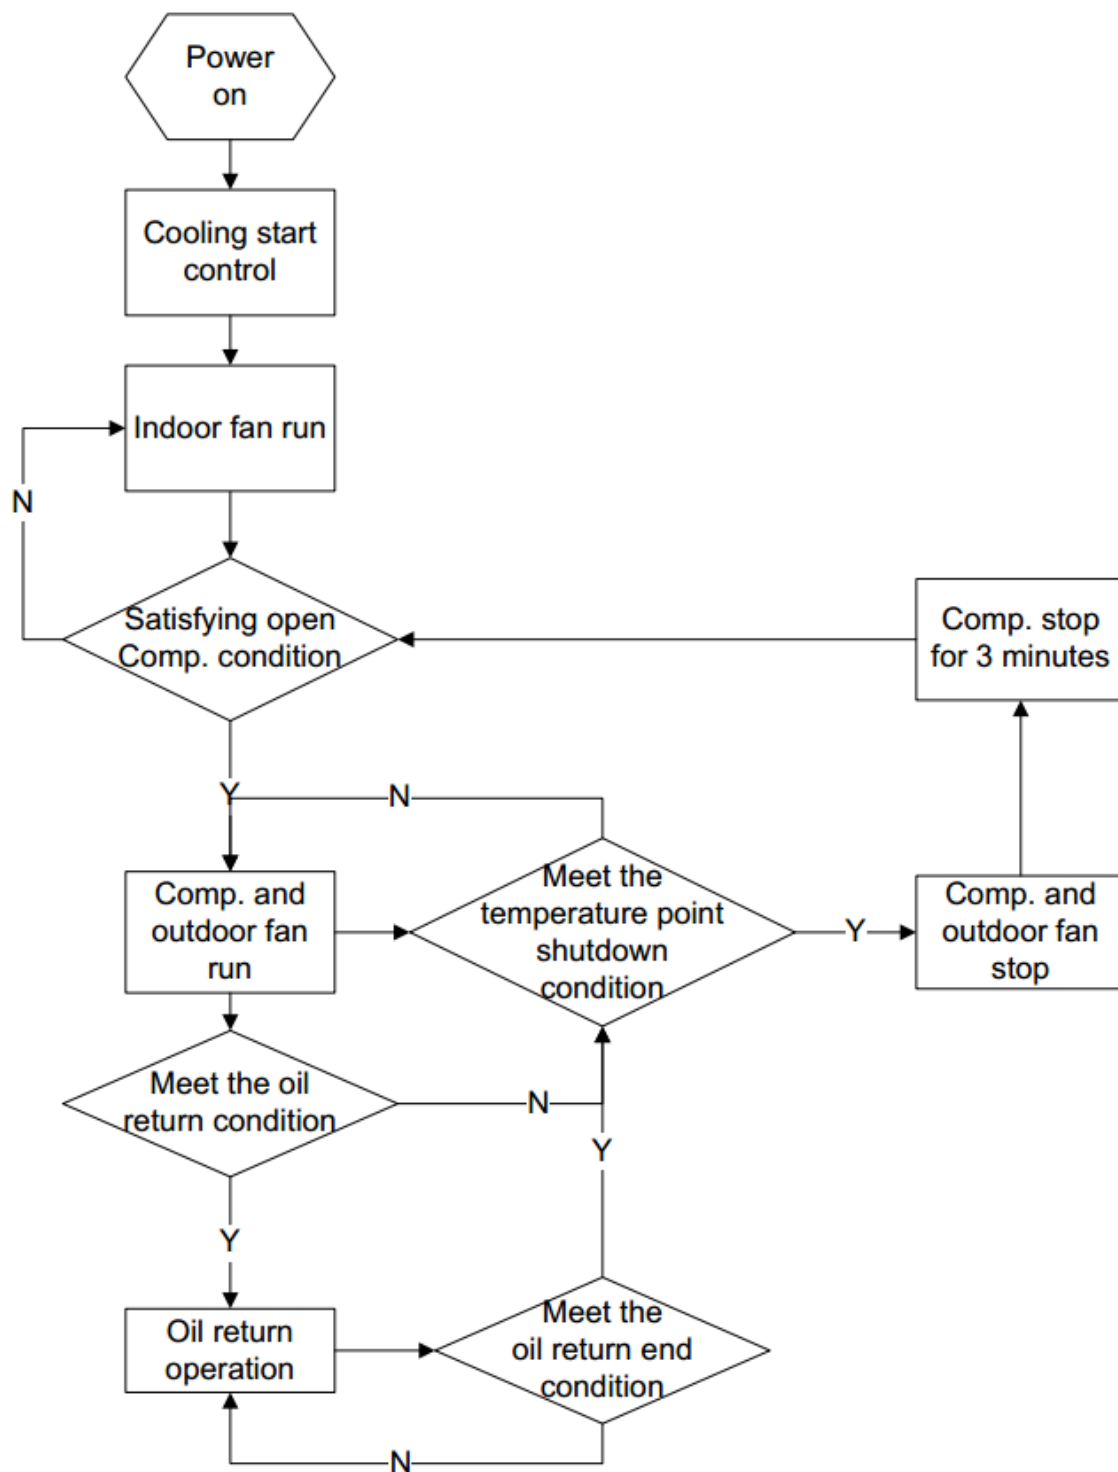 Power
on
Cooling start
control
Indoor fan run
N
Satisfying open
Comp. condition
Comp. stop
for 3 minutes
Y
N
Comp. and
outdoor fan
run
Meet the
temperature point
shutdown
condition
Y
Comp. and
outdoor fan
stop
Meet the oil
return condition
N
Y
Y
Oil return
operation
Meet the
oil return end
condition
N